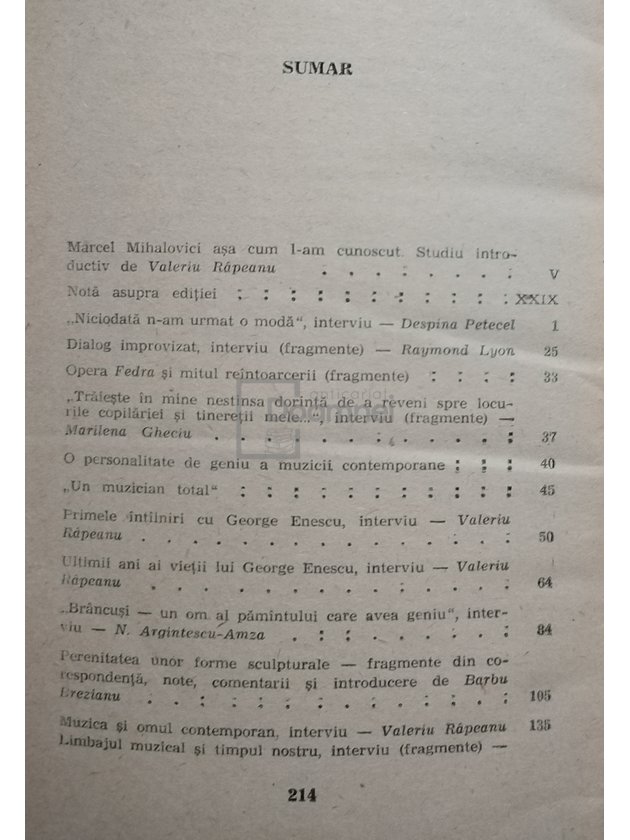 SUMAR
Marcel Mihalovici așa cum l-am cunoscut. Studiu intro-
ductiv de Valeriu Râpeanu . . . . . . . . V
Notă asupra ediției : : : : : : : : : : : XXIX
„Niciodată n-am urmat o modă“, interviu — Despina Petecel 1
Dialog improvizat, interviu (fragmente) — Raymond Lyon 25
Opera Fedra și mitul reîntoarcerii (fragmente) : : : : 33
„Trăiește în mine nestinsa dorință de a reveni spre locu-
rile copilăriei și tinereții mele...“, interviu (fragmente) —
Marilena Gheciu . . . . . . . . . . . . 37
O personalitate de geniu a muzicii contemporane : : : 40
„Un muzician total“ : : : : : : : : : : : 45
Primele întîlniri cu George Enescu, interviu — Valeriu
Râpeanu . . . . . . . . . . . . . . 50
Ultimii ani ai vieții lui George Enescu, interviu — Valeriu
Râpeanu . . . . . . . . . . . . . . 64
„Brâncuși — un om al pămîntului care avea geniu“, inter-
viu — N. Argintescu-Amza . . . . . . . . . 84
Perenitatea unor forme sculpturale — fragmente din co-
respondență, note, comentarii și introducere de Barbu
Brezianu . . . . . . . . . . . . . . 105
Muzica și omul contemporan, interviu — Valeriu Râpeanu 135
Limbajul muzical și timpul nostru, interviu (fragmente) —
214